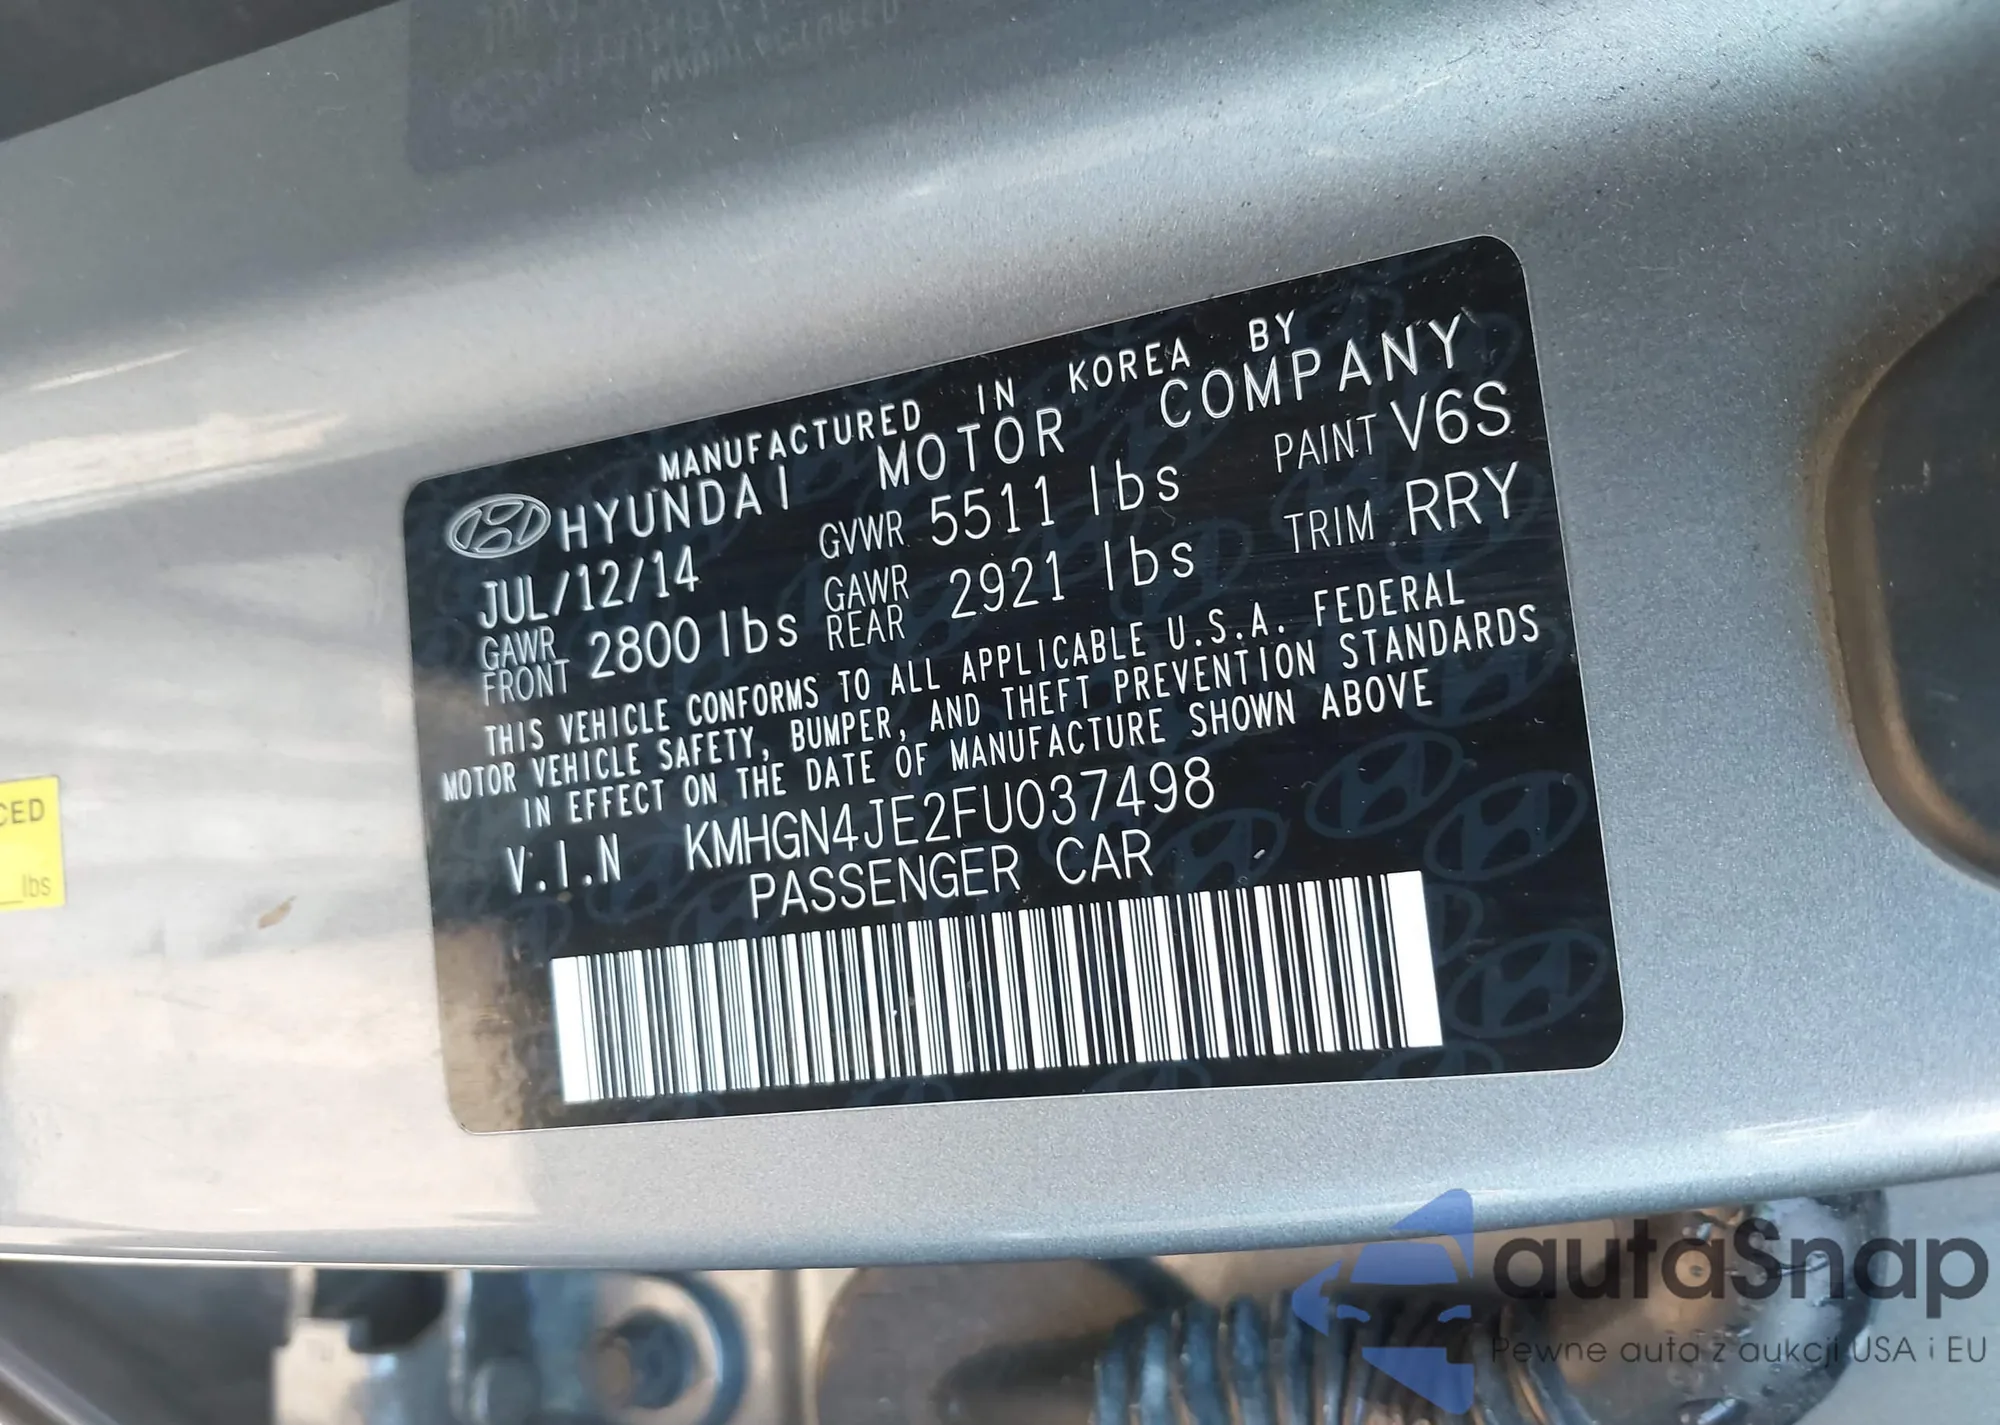 MANUFACTURED IN KOREA BY
HYUNDAI MOTOR COMPANY
JUL/12/14 GVWR 5511 lbs PAINT V6S
GAWR FRONT 2800 lbs GAWR REAR 2921 lbs TRIM RRY
THIS VEHICLE CONFORMS TO ALL APPLICABLE U.S.A. FEDERAL
MOTOR VEHICLE SAFETY, BUMPER, AND THEFT PREVENTION STANDARDS
IN EFFECT ON THE DATE OF MANUFACTURE SHOWN ABOVE
V.I.N KMHGN4JE2FU037498
PASSENGER CAR
CED
lbs
autaSnap
Pewne auta z aukcji USA i EU